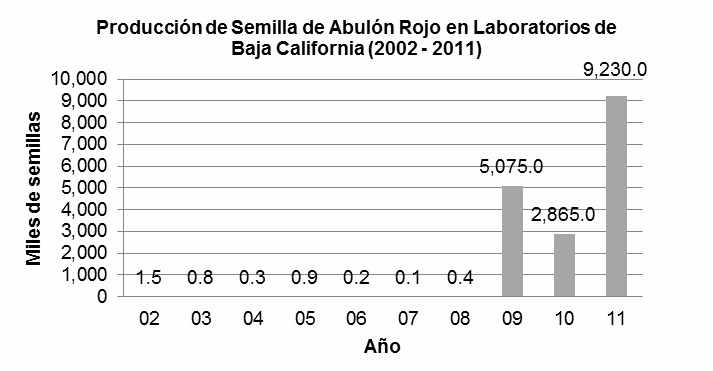 Producción de Semilla de Abulón Rojo en Laboratorios de
Baja California (2002 - 2011)
Miles de semillas
10,000
9,000
8,000
7,000
6,000
5,000
4,000
3,000
2,000
1,000
0
1.5 0.8 0.3 0.9 0.2 0.1 0.4 5,075.0 2,865.0 9,230.0
02 03 04 05 06 07 08 09 10 11
Año